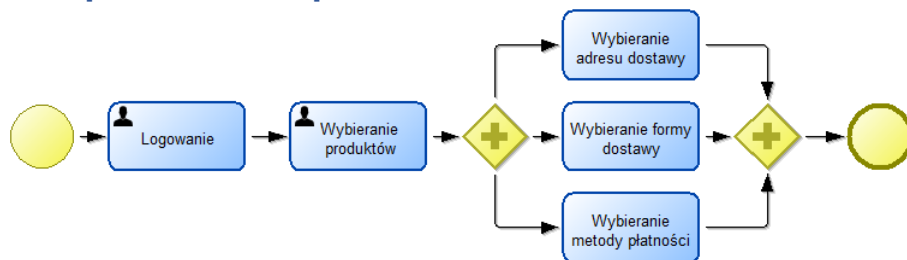 Wybieranie
adresu dostawy
Logowanie
Wybieranie
produktów
Wybieranie formy
dostawy
Wybieranie
metody płatności